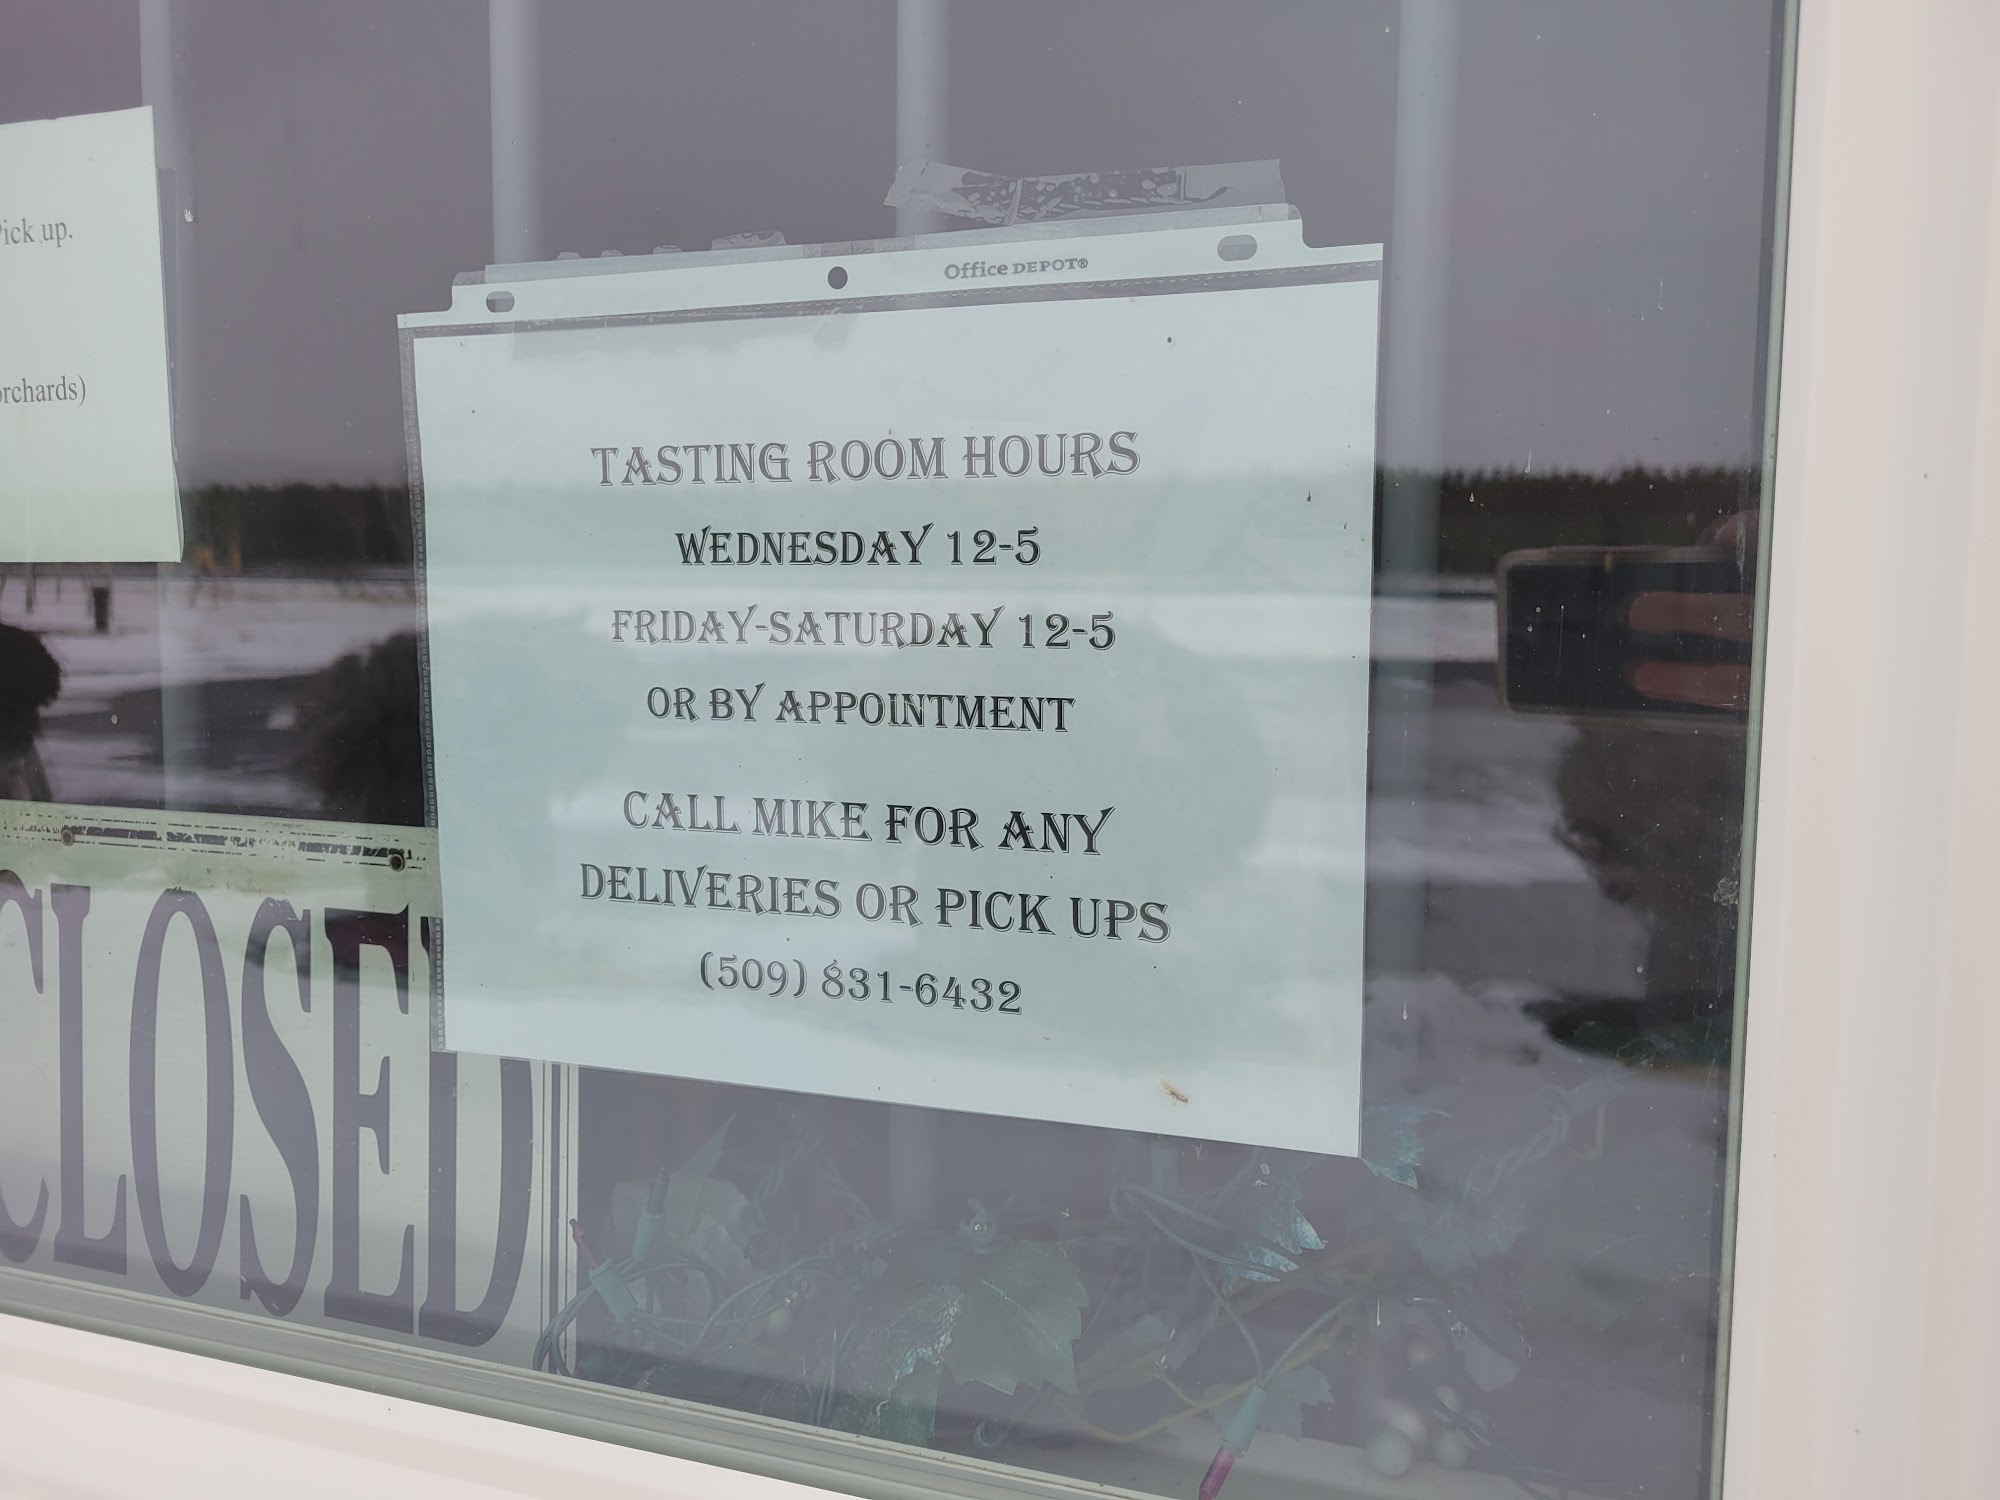 Pick up.
orchards)
Office DEPOT®
TASTING ROOM HOURS
WEDNESDAY 12-5
FRIDAY-SATURDAY 12-5
OR BY APPOINTMENT
CALL MIKE FOR ANY
DELIVERIES OR PICK UPS
(509) 831-6432
CLOSED